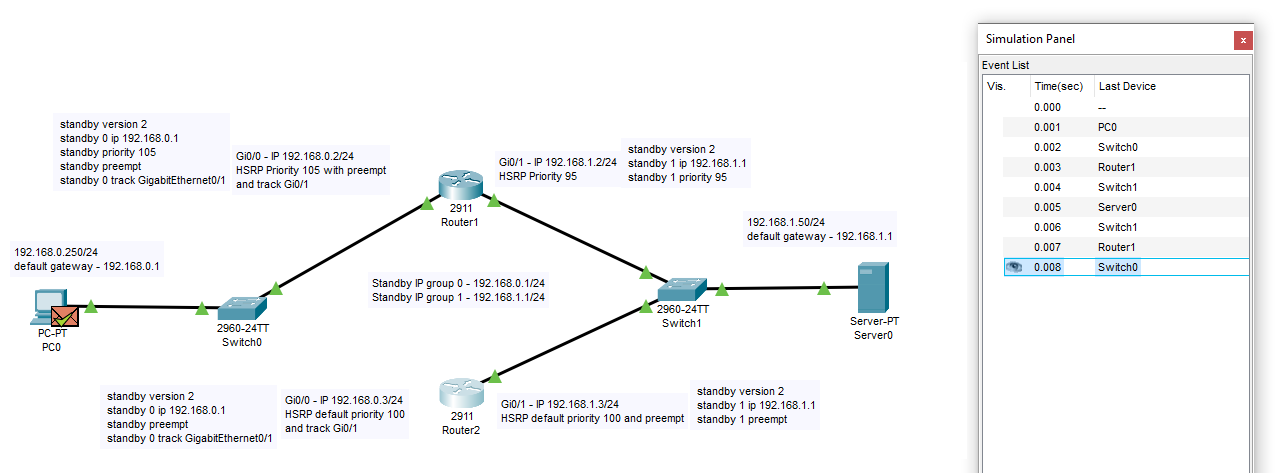 standby version 2
standby 0 ip 192.168.0.1
standby priority 105
standby preempt
standby 0 track GigabitEthernet0/1
Gi0/0 - IP 192.168.0.2/24
HSRP Priority 105 with preempt
and track Gi0/1
Gi0/1 - IP 192.168.1.2/24
HSRP Priority 95
standby version 2
standby 1 ip 192.168.1.1
standby 1 priority 95
2911
Router1
192.168.0.250/24
default gateway - 192.168.0.1
PC-PT
PC0
2960-24TT
Switch0
Standby IP group 0 - 192.168.0.1/24
Standby IP group 1 - 192.168.1.1/24
2960-24TT
Switch1
192.168.1.50/24
default gateway - 192.168.1.1
Server-PT
Server0
standby version 2
standby 0 ip 192.168.0.1
standby preempt
standby 0 track GigabitEthernet0/1
Gi0/0 - IP 192.168.0.3/24
HSRP default priority 100
and track Gi0/1
2911
Router2
Gi0/1 - IP 192.168.1.3/24
HSRP default priority 100 and preempt
standby version 2
standby 1 ip 192.168.1.1
standby 1 preempt
Simulation Panel
x
Event List
Vis. Time(sec) Last Device
0.000 --
0.001 PC0
0.002 Switch0
0.003 Router1
0.004 Switch1
0.005 Server0
0.006 Switch1
0.007 Router1
0.008 Switch0